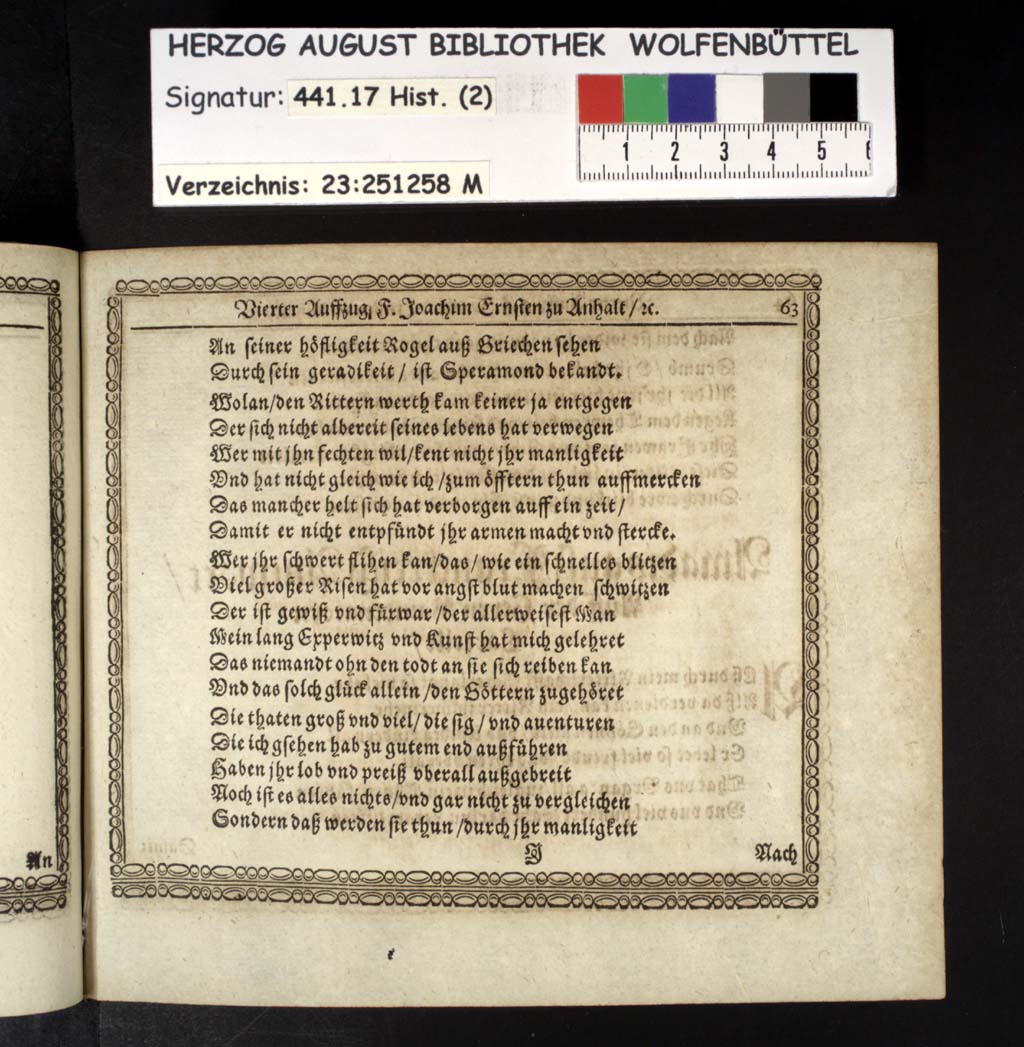 HERZOG AUGUST BIBLIOTHEK WOLFENBÜTTEL
Signatur: 441.17 Hist. (2)
1 2 3 4 5 6
Verzeichnis: 23:251258 M
Vierter Auffzug, F. Joachim Ernsten zu Anhalt / ꝛc. 63
An seiner höfligkeit Rogel auß Griechen sehen
Durch sein geradikeit / ist Speramond bekandt.
Wolan/den Rittern werth kam keiner ja entgegen
Der sich nicht albereit seines lebens hat verwegen
Wer mit jhn fechten wil/kent nicht jhr manligkeit
Vnd hat nicht gleich wie ich /zum öfftern thun auffmercken
Das mancher helt sich hat verborgen auff ein zeit /
Damit er nicht entpfündt jhr armen macht vnd stercke.
Wer jhr schwert flihen kan/das/ wie ein schnelles blitzen
Viel großer Risen hat vor angst blut machen schwitzen
Der ist gewiß vnd fürwar /der allerweisest Man
Mein lang Experwitz vnd Kunst hat mich gelehret
Das niemandt ohn den todt an sie sich reiben kan
Vnd das solch glück allein /den Göttern zugehöret
Die thaten groß vnd viel/ die sig / vnd auenturen
Die ich gsehen hab zu gutem end außführen
Haben jhr lob vnd preiß vberall außgebreit
Noch ist es alles nichts/vnd gar nicht zu vergleichen
Sondern daß werden sie thun /durch jhr manligkeit
J Nach
An